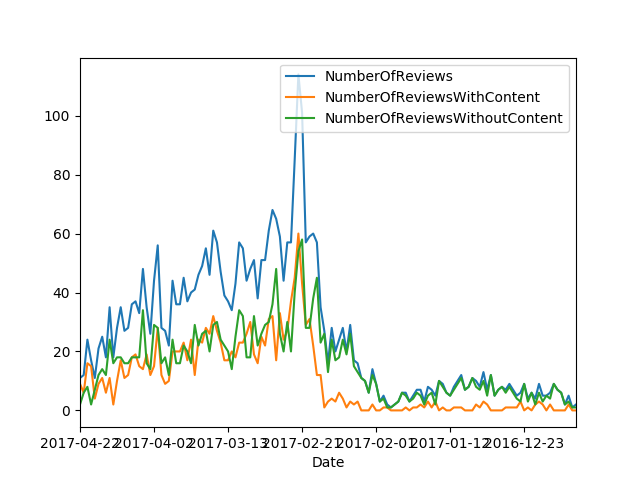 NumberOfReviews
NumberOfReviewsWithContent
NumberOfReviewsWithoutContent
100
80
60
40
20
0
2017-04-22 2017-04-02 2017-03-13 2017-02-21 2017-02-01 2017-01-12 2016-12-23
Date